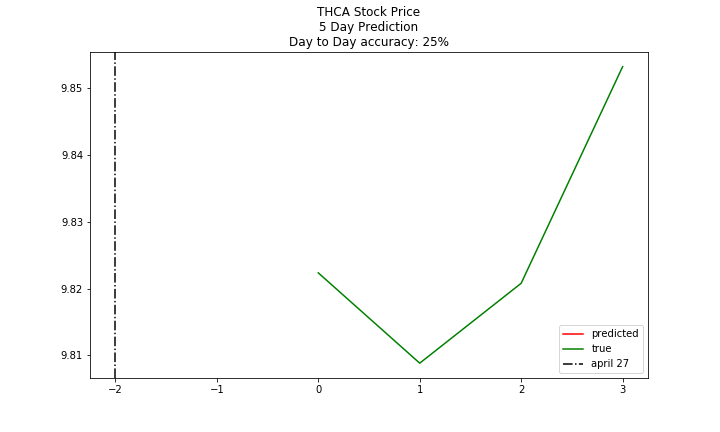 THCA Stock Price
5 Day Prediction
Day to Day accuracy: 25%
9.85
9.84
9.83
9.82
9.81
−2
−1
0
1
2
3
predicted
true
april 27